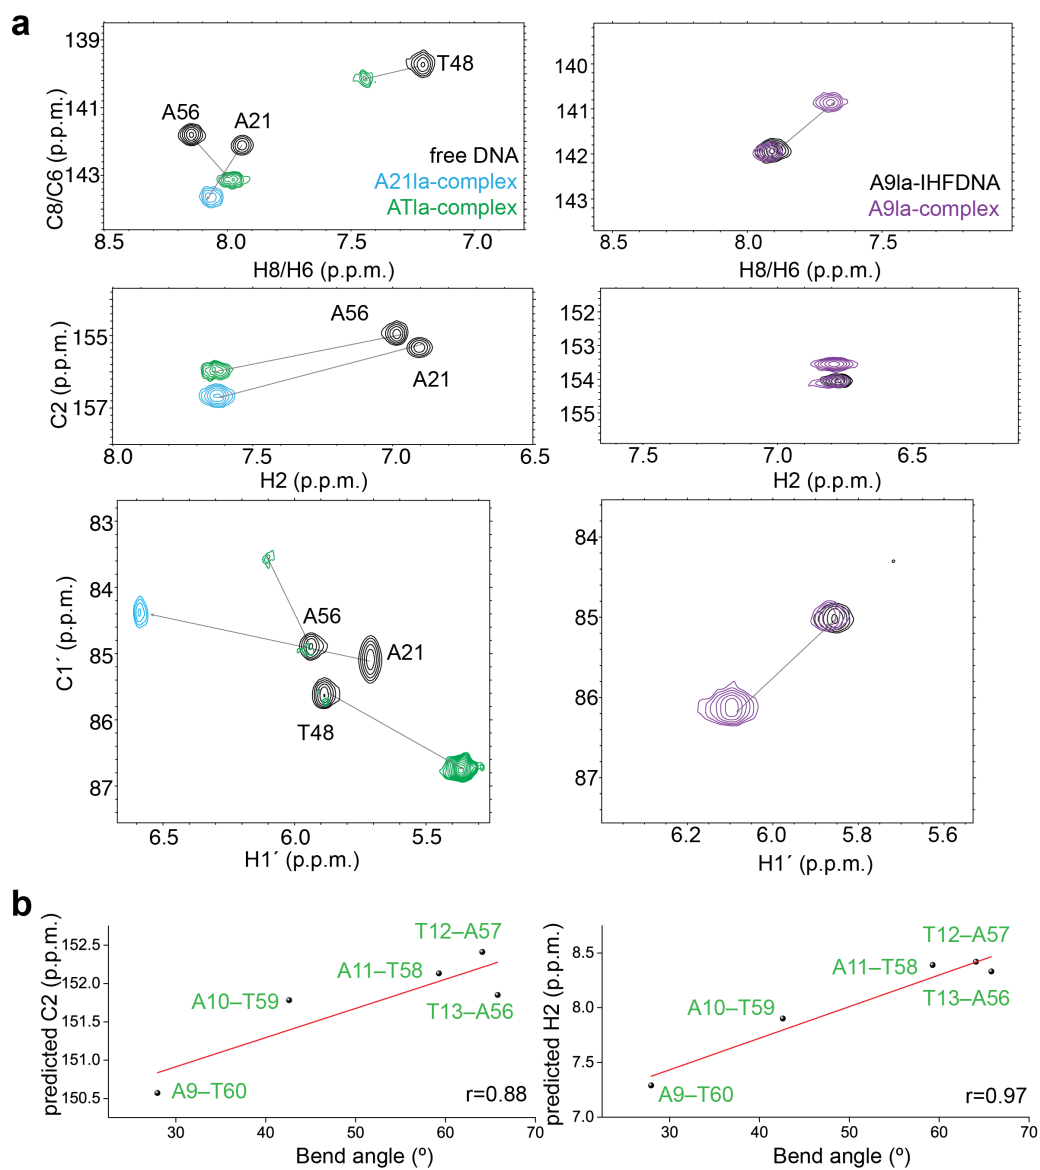 a
139
141
143
C8/C6 (p.p.m.)
A56
A21
T48
free DNA
A21la-complex
ATla-complex
8.5
8.0
7.5
7.0
H8/H6 (p.p.m.)
140
141
142
143
A9la-IHFDNA
A9la-complex
8.5
8.0
7.5
H8/H6 (p.p.m.)
155
157
C2 (p.p.m.)
A56
A21
8.0
7.5
7.0
6.5
H2 (p.p.m.)
152
153
154
155
7.5
7.0
6.5
H2 (p.p.m.)
83
84
85
86
87
C1´ (p.p.m.)
A56
A21
T48
6.5
6.0
5.5
H1´ (p.p.m.)
84
85
86
87
6.2
6.0
5.8
5.6
H1´ (p.p.m.)
b
predicted C2 (p.p.m.)
152.5
152.0
151.5
151.0
150.5
T12–A57
A11–T58
A10–T59
T13–A56
A9–T60
r=0.88
30
40
50
60
70
Bend angle (º)
predicted H2 (p.p.m.)
8.5
8.0
7.5
7.0
T12–A57
A11–T58
T13–A56
A10–T59
A9–T60
r=0.97
30
40
50
60
70
Bend angle (º)